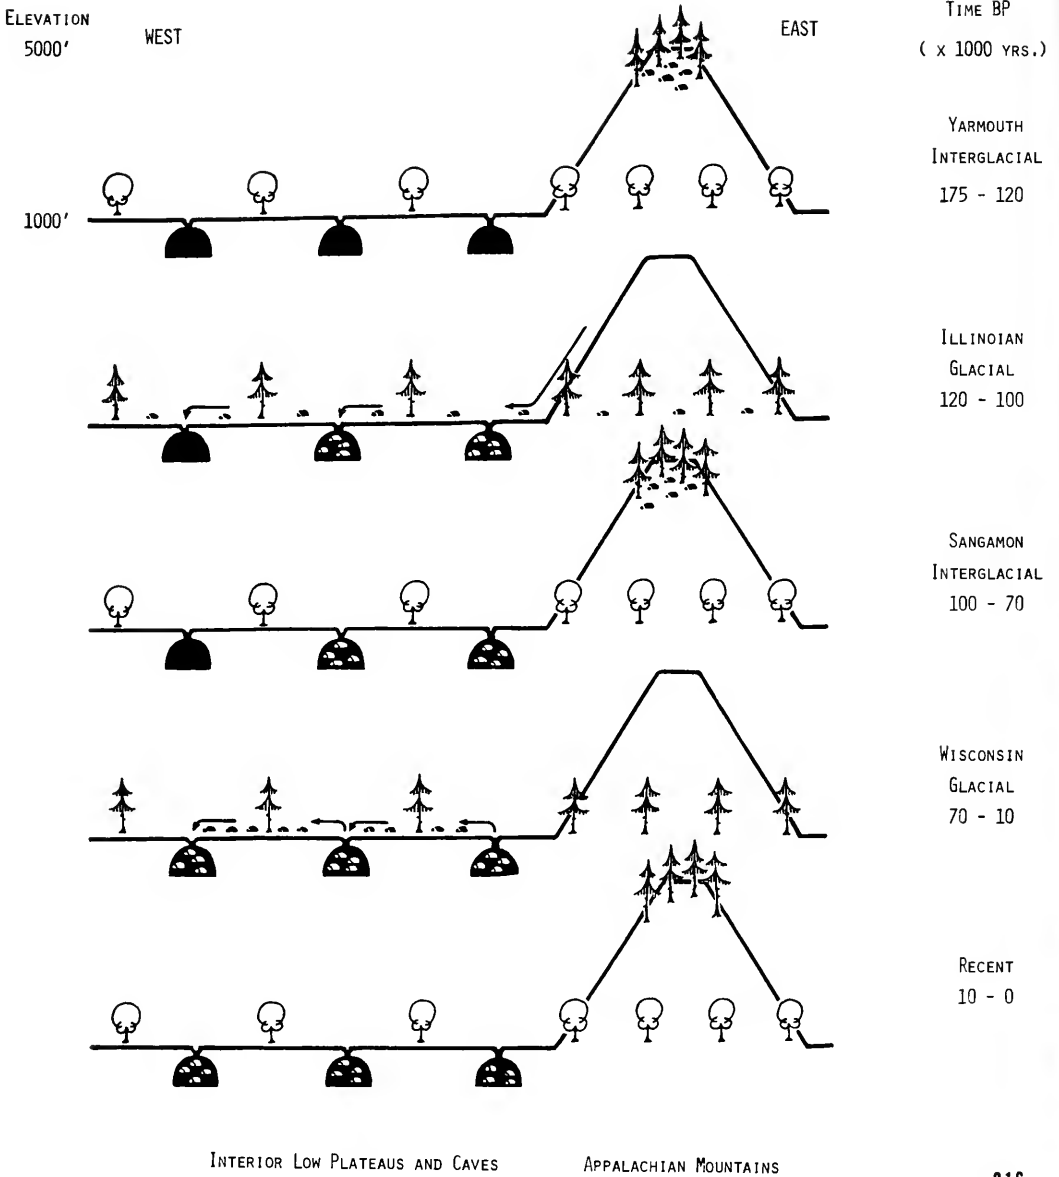 ELEVATION
5000'
WEST
EAST
TIME BP
( x 1000 YRS.)
YARMOUTH
INTERGLACIAL
175 - 120
1000'
ILLINOIAN
GLACIAL
120 - 100
SANGAMON
INTERGLACIAL
100 - 70
WISCONSIN
GLACIAL
70 - 10
RECENT
10 - 0
INTERIOR LOW PLATEAUS AND CAVES
APPALACHIAN MOUNTAINS